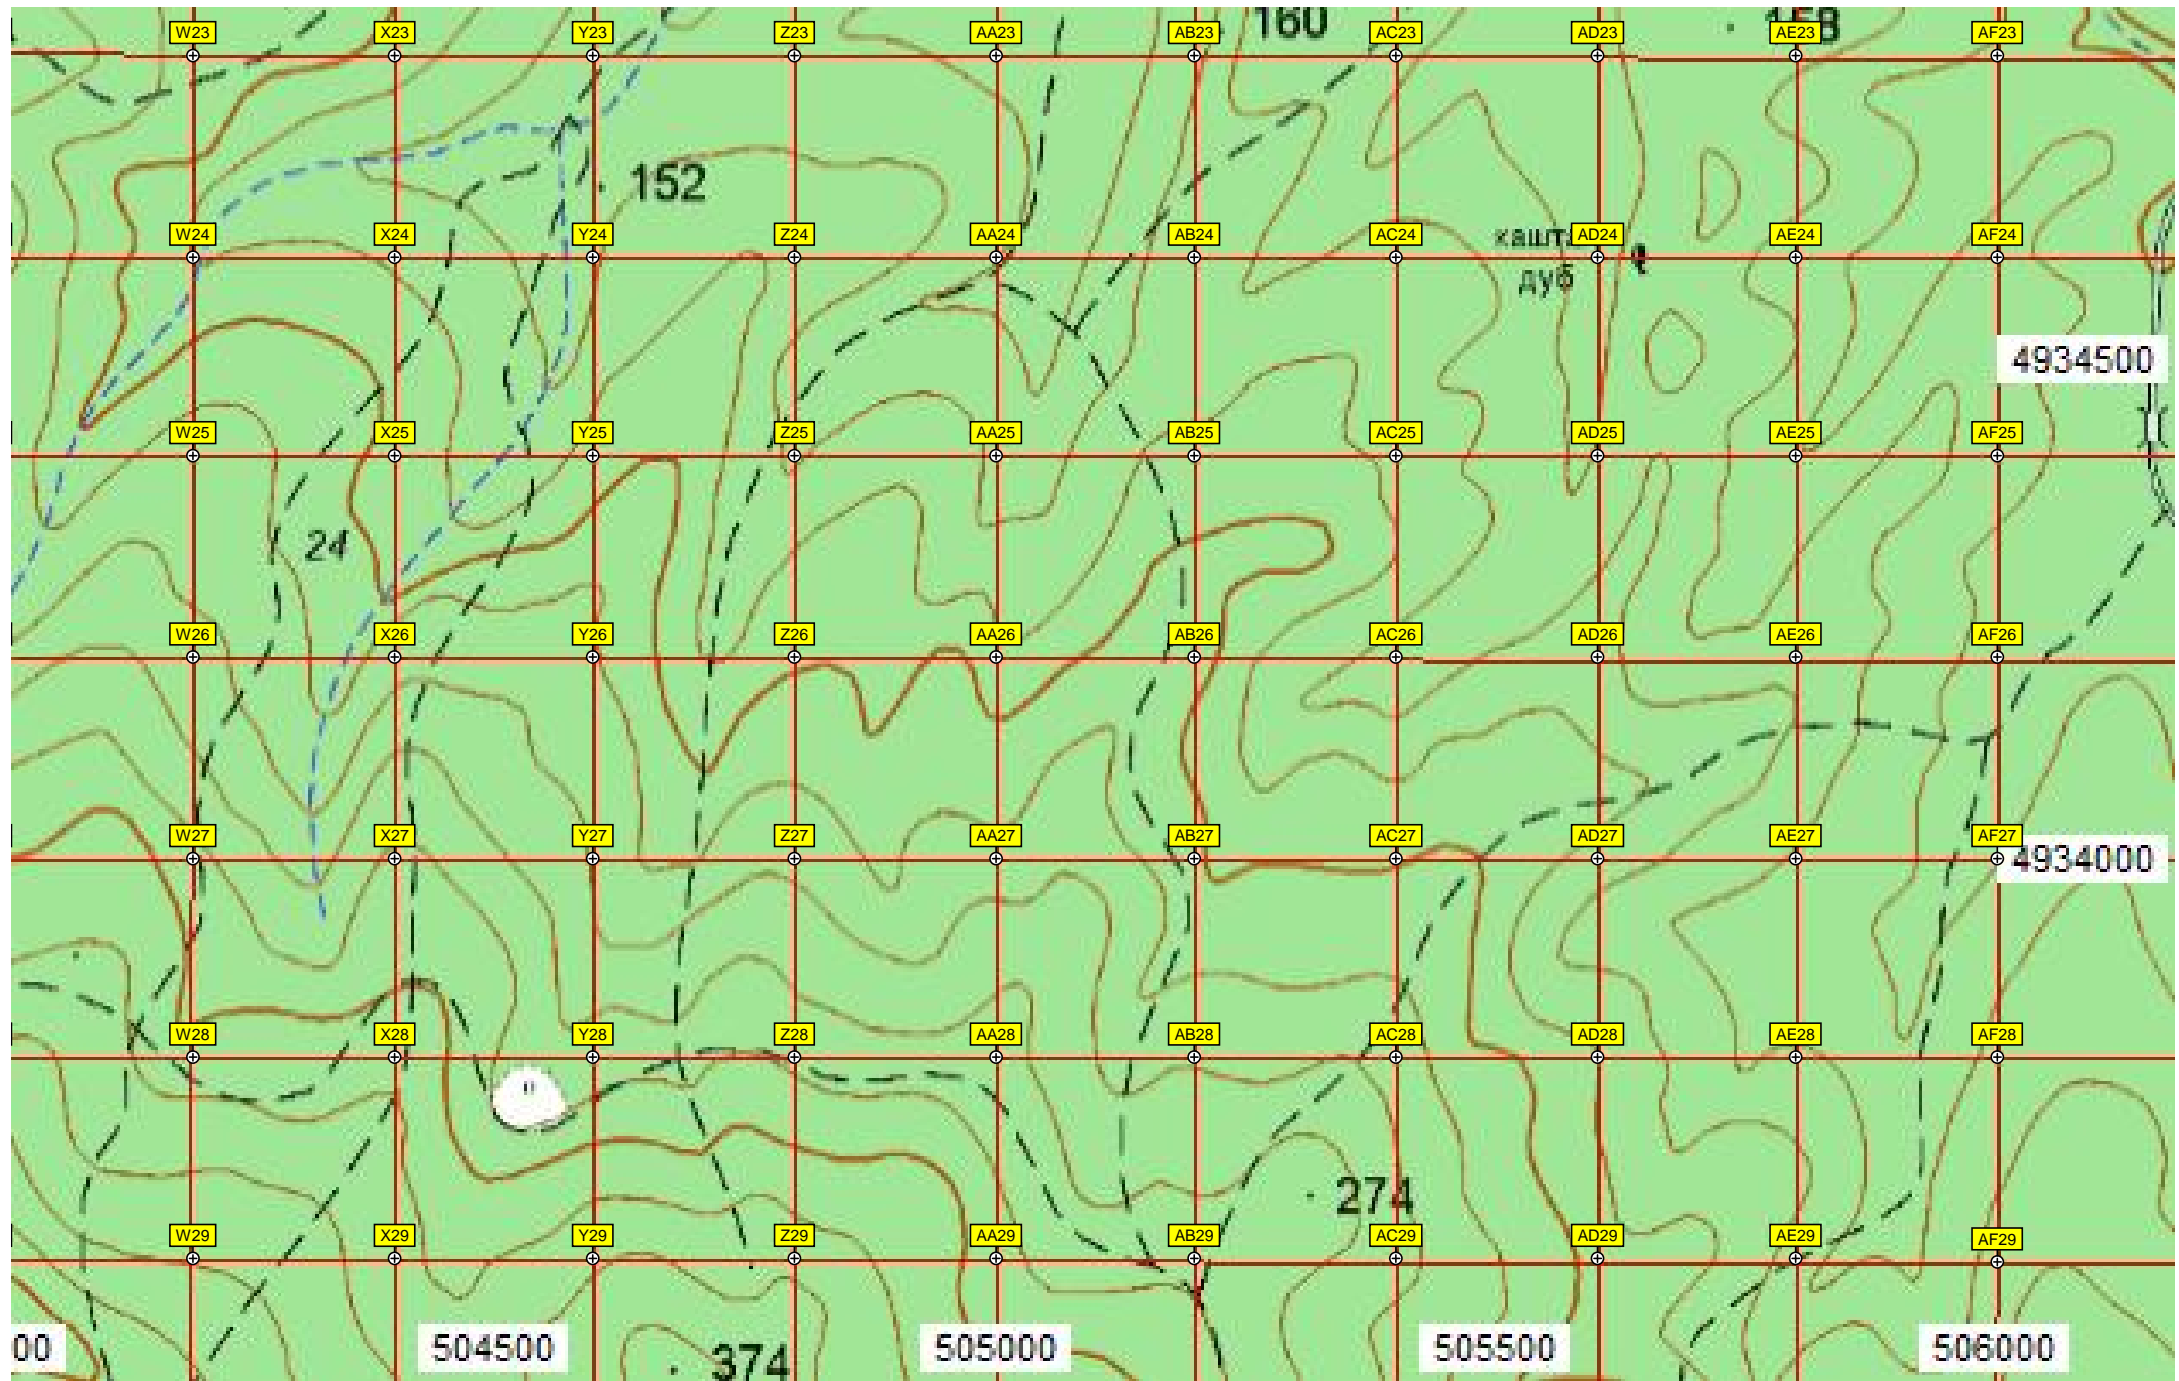 160
158
W23 X23 Y23 Z23 AA23 AB23 AC23 AD23 AE23 AF23
152
W24 X24 Y24 Z24 AA24 AB24 AC24 AD24 AE24 AF24
дуб
4934500
W25 X25 Y25 Z25 AA25 AB25 AC25 AD25 AE25 AF25
24
W26 X26 Y26 Z26 AA26 AB26 AC26 AD26 AE26 AF26
W27 X27 Y27 Z27 AA27 AB27 AC27 AD27 AE27 AF27
4934000
W28 X28 Y28 Z28 AA28 AB28 AC28 AD28 AE28 AF28
274
W29 X29 Y29 Z29 AA29 AB29 AC29 AD29 AE29 AF29
00 504500 505000 505500 506000
374